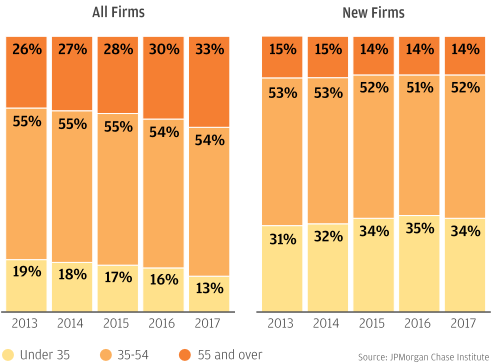 All Firms
26% 27% 28% 30% 33%
55% 55% 55% 54% 54%
19% 18% 17% 16% 13%
2013 2014 2015 2016 2017
New Firms
15% 15% 14% 14% 14%
53% 53% 52% 51% 52%
31% 32% 34% 35% 34%
2013 2014 2015 2016 2017
Under 35 35-54 55 and over
Source: JPMorgan Chase Institute